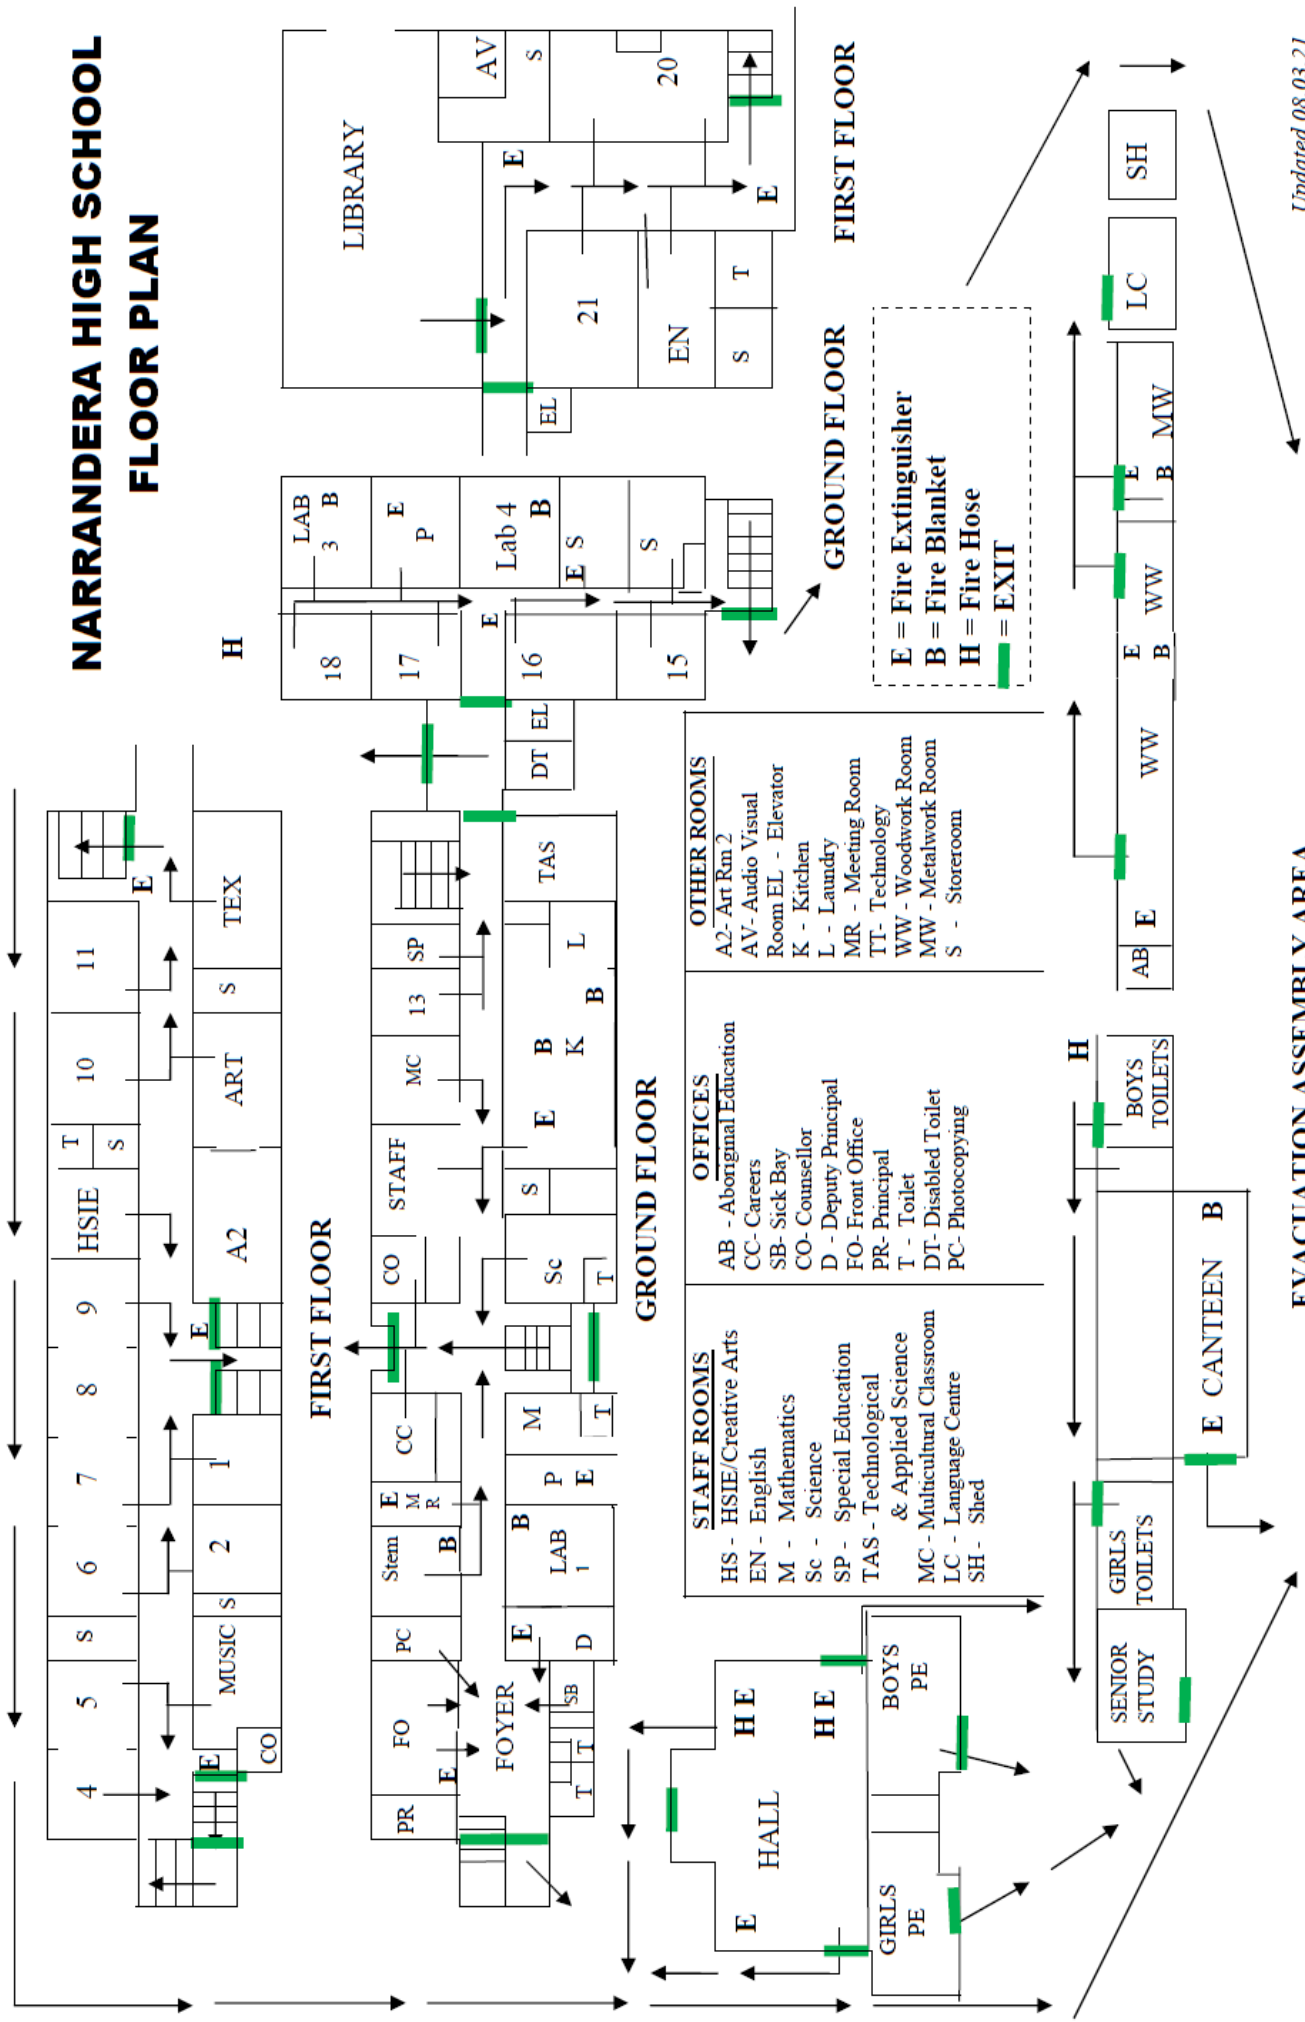 NARRANDERA HIGH SCHOOL
FLOOR PLAN
4
5
S
6
7
8
9
HSIE
T
S
10
11
E
CO
MUSIC
S
2
1
E
A2
ART
S
TEX
E
FIRST FLOOR
PR
FO
PC
Stem
B
E
M
R
CC
CO
STAFF
MC
13
SP
E
FOYER
T
T
SB
E
D
LAB
1
B
P
E
M
T
Sc
T
S
E
B
K
B
L
TAS
DT
EL
GROUND FLOOR
H
18
17
16
15
E
LAB
3
B
E
P
Lab 4
B
E
S
S
GROUND FLOOR
LIBRARY
AV
S
20
E
21
EN
S
T
EL
E
FIRST FLOOR
HALL
E
H E
H E
GIRLS
PE
BOYS
PE
STAFF ROOMS
HS - HSIE/Creative Arts
EN - English
M - Mathematics
Sc - Science
SP - Special Education
TAS - Technological
& Applied Science
MC - Multicultural Classroom
LC - Language Centre
SH - Shed
OFFICES
AB - Aboriginal Education
CC- Careers
SB- Sick Bay
CO- Counsellor
D - Deputy Principal
FO- Front Office
PR- Principal
T - Toilet
DT- Disabled Toilet
PC- Photocopying
OTHER ROOMS
A2- Art Rm 2
AV- Audio Visual
Room EL - Elevator
K - Kitchen
L - Laundry
MR - Meeting Room
TT- Technology
WW - Woodwork Room
MW - Metalwork Room
S - Storeroom
E = Fire Extinguisher
B = Fire Blanket
H = Fire Hose
= EXIT
SENIOR
STUDY
GIRLS
TOILETS
E CANTEEN B
BOYS
TOILETS
H
AB
E
WW
E
B
WW
E
B
MW
LC
SH
EVACUATION ASSEMBLY AREA
Updated 08.03.21